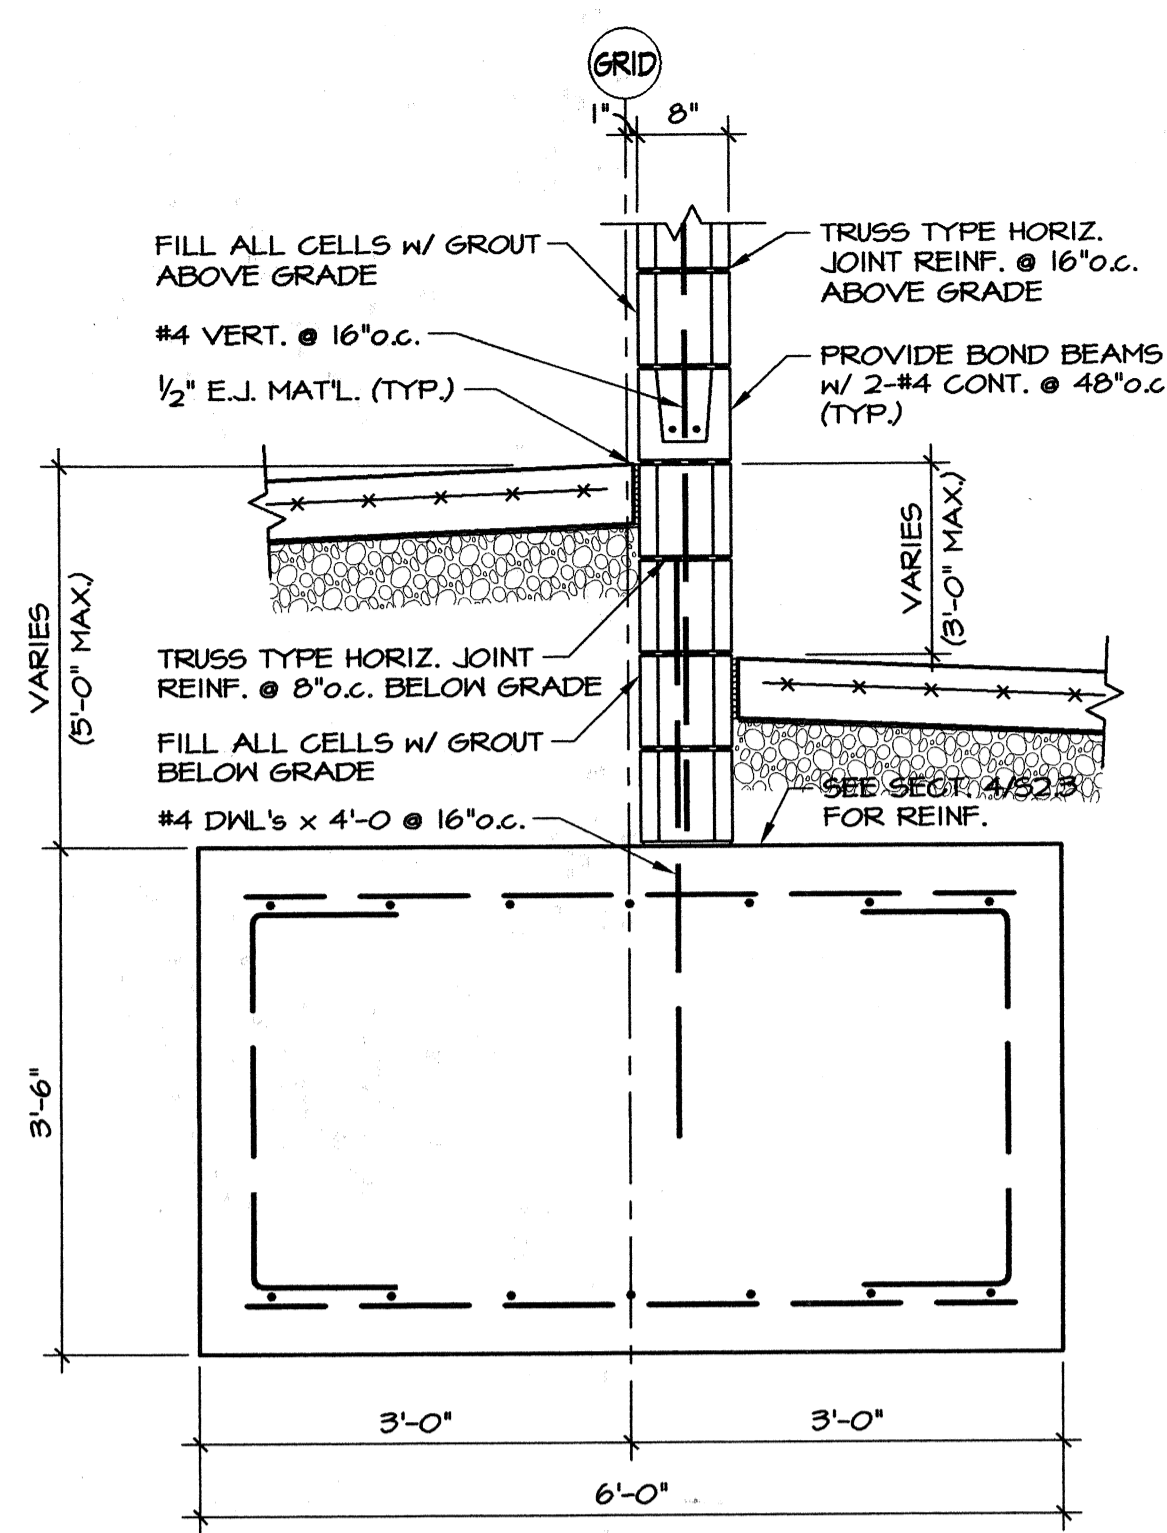 GRID
1"
8"
FILL ALL CELLS w/ GROUT
ABOVE GRADE
#4 VERT. @ 16"o.c.
1/2" E.J. MAT'L. (TYP.)
TRUSS TYPE HORIZ.
JOINT REINF. @ 16"o.c.
ABOVE GRADE
PROVIDE BOND BEAMS
w/ 2-#4 CONT. @ 48"o.c
(TYP.)
VARIES
(5'-0" MAX.)
VARIES
(3'-0" MAX.)
TRUSS TYPE HORIZ. JOINT
REINF. @ 8"o.c. BELOW GRADE
FILL ALL CELLS w/ GROUT
BELOW GRADE
#4 DWL's x 4'-0 @ 16"o.c.
SEE SECT. 4/S2.3
FOR REINF.
3'-6"
3'-0"
3'-0"
6'-0"